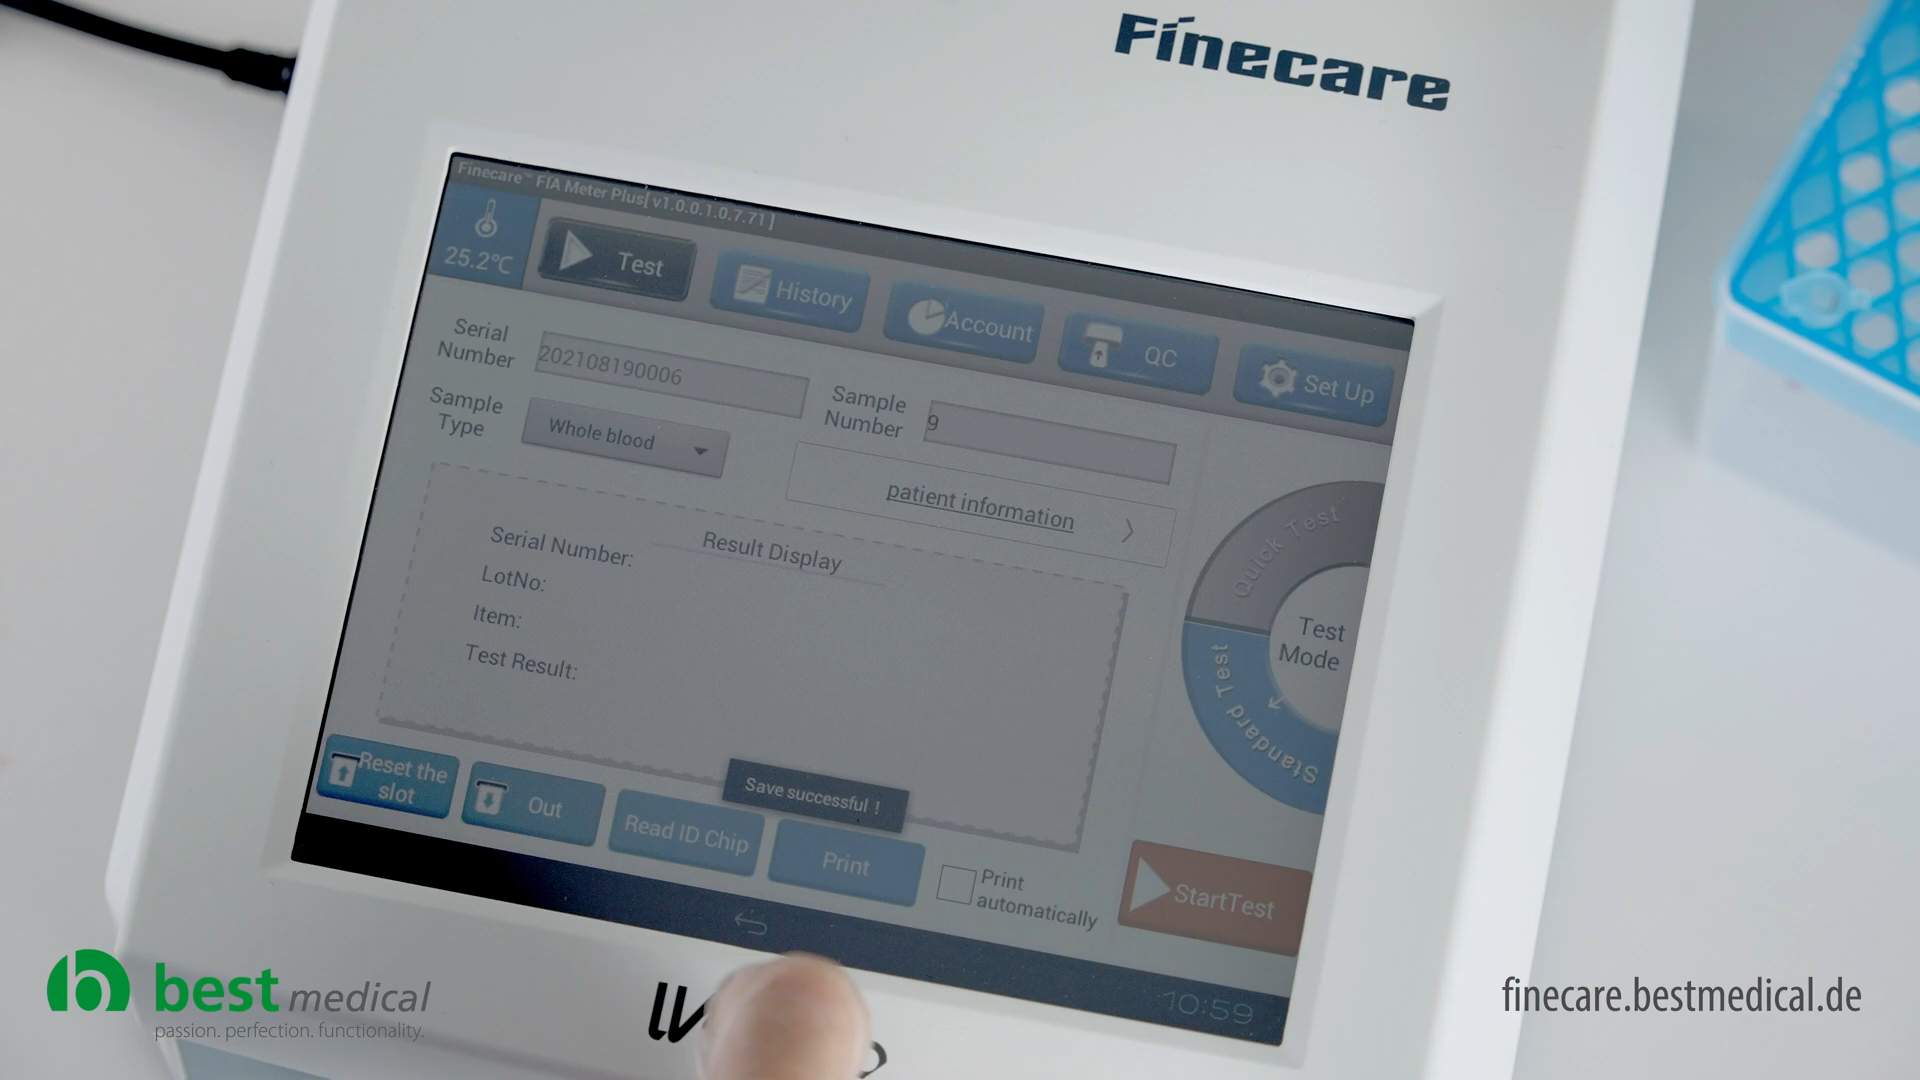 Finecare
Finecare™ FIA Meter Plus[ v1.0.0.1.0.7.71 ]
25.2℃
Test
History
Account
QC
Set Up
Serial
Number
202108190006
Sample
Number
9
Sample
Type
Whole blood
patient information
Result Display
Serial Number:
LotNo:
Item:
Test Result:
Quick Test
Test
Mode
Standard Test
Save successful !
Reset the
slot
Out
Read ID Chip
Print
Print
automatically
StartTest
10:59
best medical
passion. perfection. functionality.
finecare.bestmedical.de